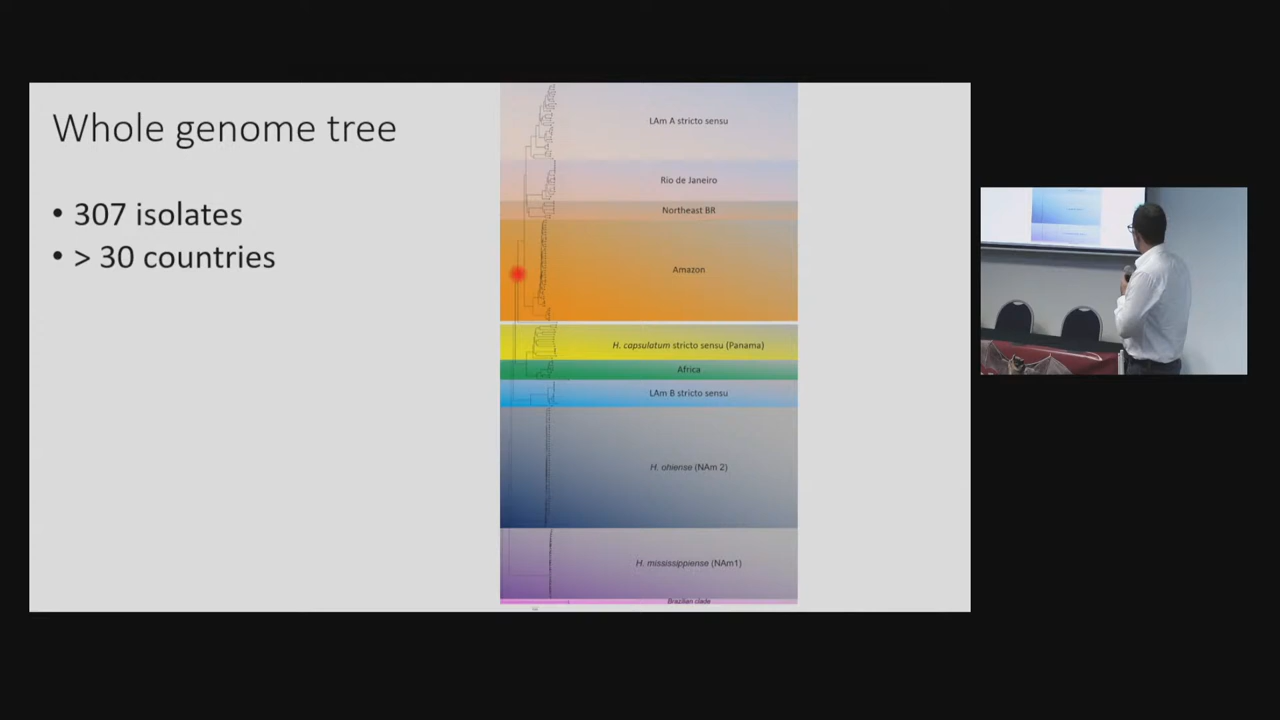 Whole genome tree
• 307 isolates
• > 30 countries
LAm A stricto sensu
Rio de Janeiro
Northeast BR
Amazon
H. capsulatum stricto sensu (Panama)
Africa
LAm B stricto sensu
H. ohiense (NAm 2)
H. mississippiense (NAm1)
Brazilian clade